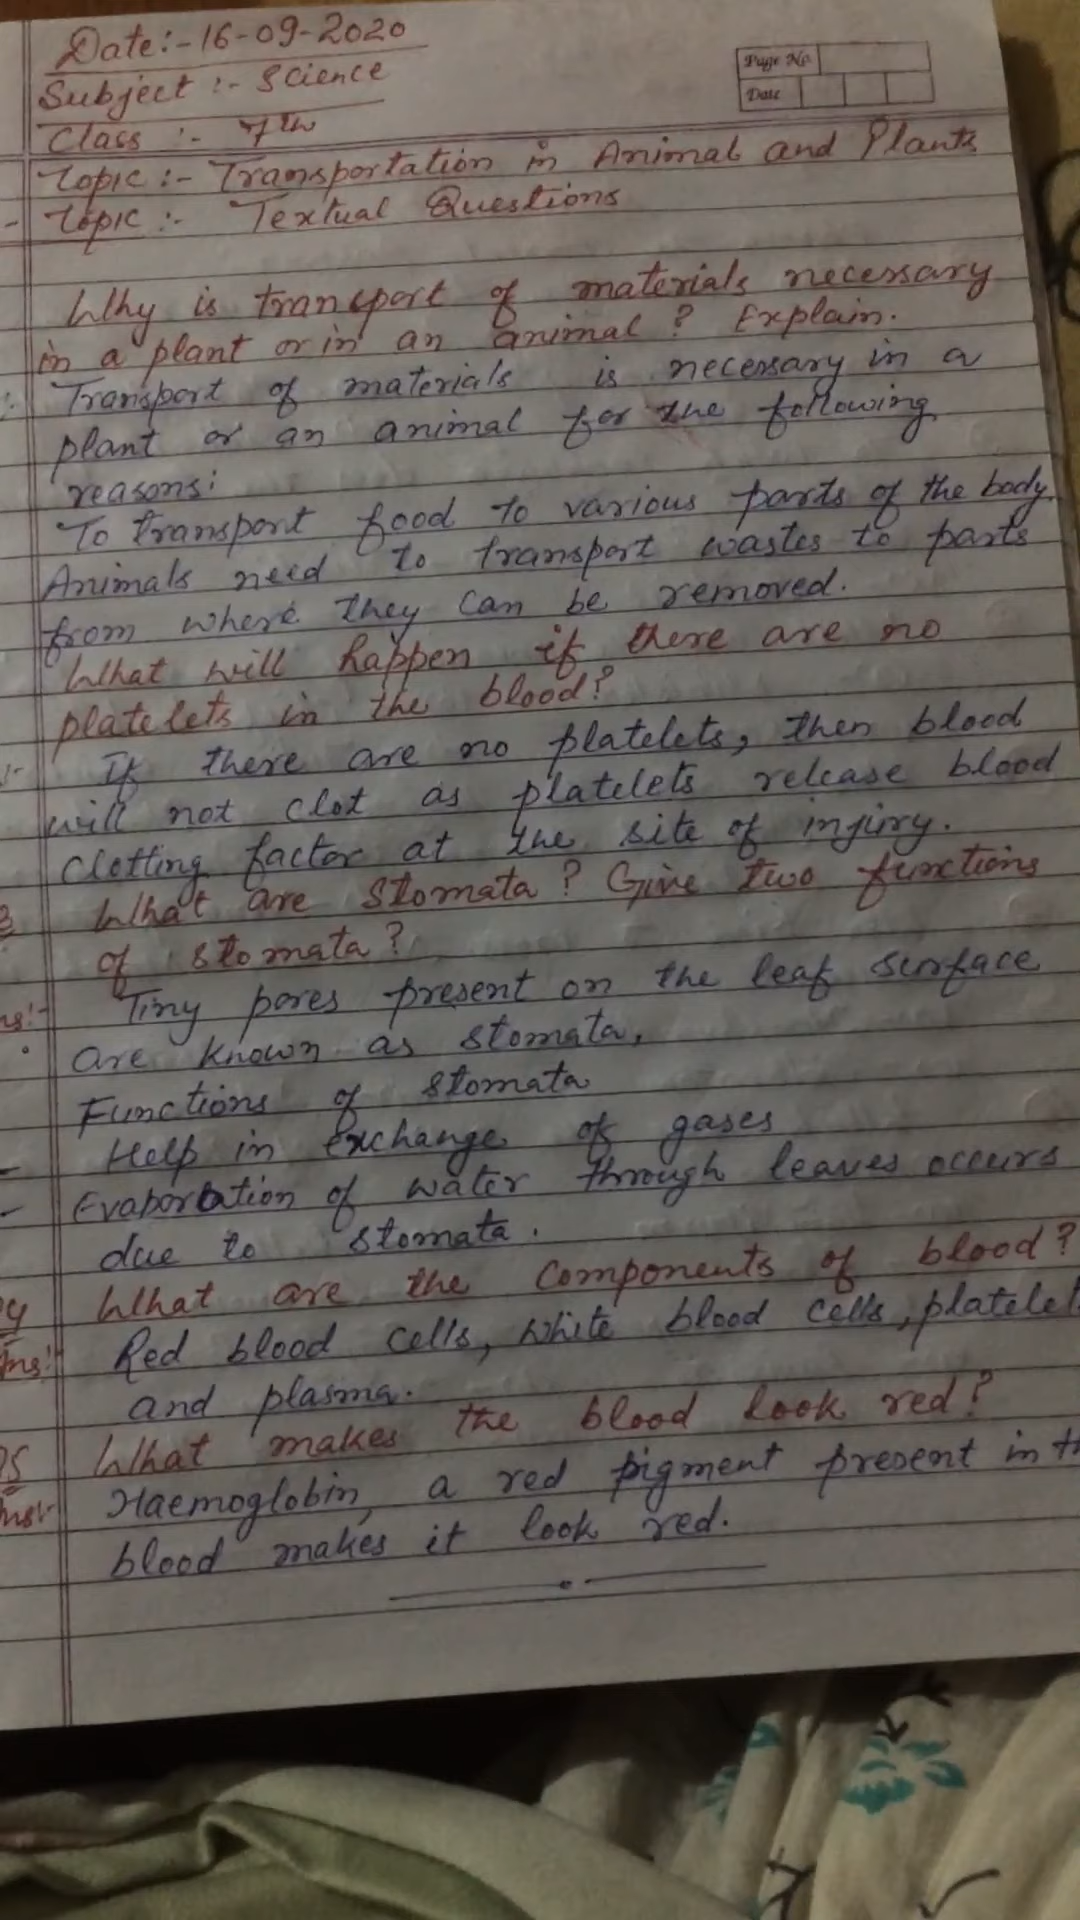 Date:-16-09-2020
Subject :- Science
Page No.
Date
Class :- 7th
Topic :- Transportation in Animal and Plants
- Topic :- Textual Questions
Why is transport of materials necessary
in a plant or in an animal? Explain.
Transport of materials is necessary in a
plant or an animal for the following
reasons:
To transport food to various parts of the body.
Animals need to transport wastes to parts
from where they can be removed.
What will happen if there are no
platelets in the blood?
:- If there are no platelets, then blood
will not clot as platelets release blood
clotting factor at the site of injury.
3 What are Stomata? Give two functions
of stomata?
ns:- Tiny pores present on the leaf surface
are known as stomata.
Functions of stomata
- Help in exchange of gases
- Evaporation of water through leaves occurs
due to stomata.
04 What are the components of blood?
Ans:- Red blood cells, white blood cells, platelet
and plasma.
05 What makes the blood look red?
Ans:- Haemoglobin, a red pigment present in th
blood makes it look red.